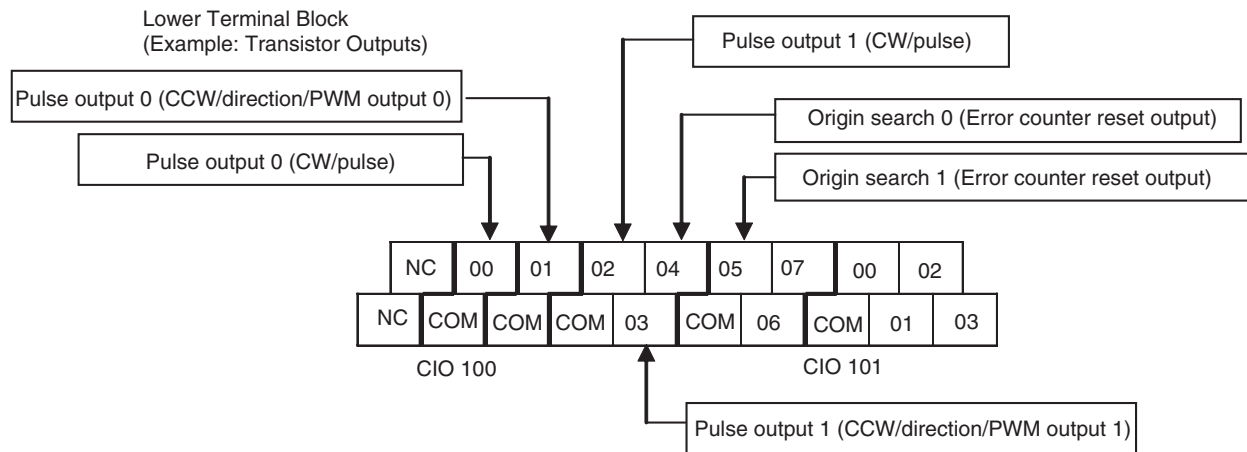 Lower Terminal Block
(Example: Transistor Outputs)
Pulse output 1 (CW/pulse)
Pulse output 0 (CCW/direction/PWM output 0)
Origin search 0 (Error counter reset output)
Pulse output 0 (CW/pulse)
Origin search 1 (Error counter reset output)
NC 00 01 02 04 05 07 00 02
NC COM COM COM 03 COM 06 COM 01 03
CIO 100 CIO 101
Pulse output 1 (CCW/direction/PWM output 1)